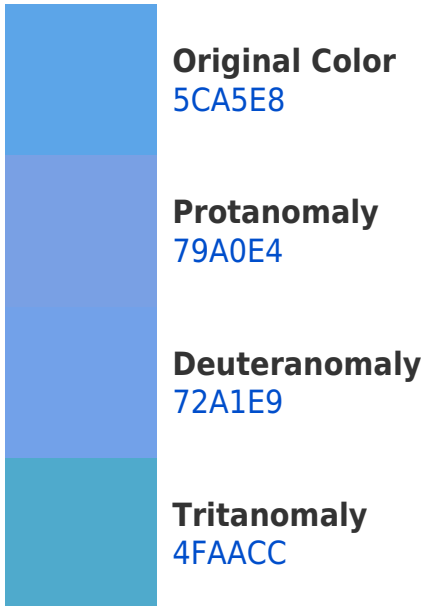 Original Color
5CA5E8
Protanomaly
79A0E4
Deuteranomaly
72A1E9
Tritanomaly
4FAACC